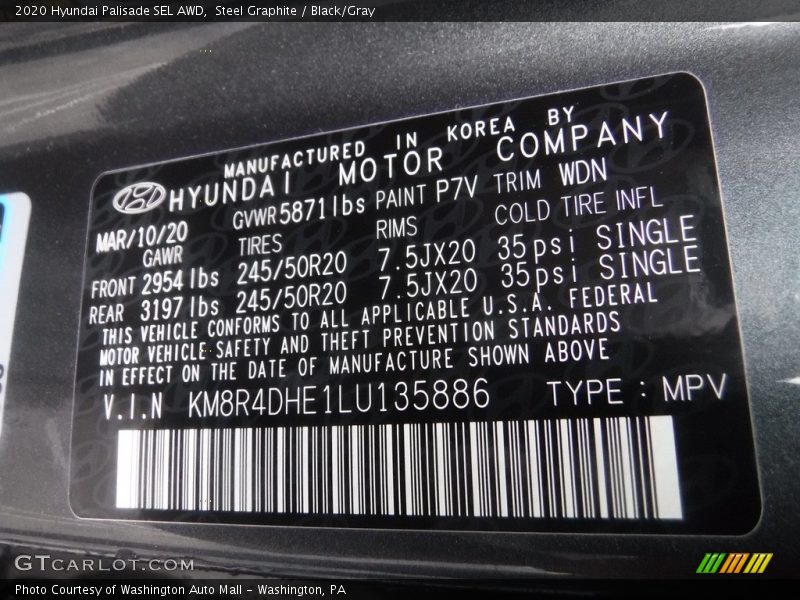 2020 Hyundai Palisade SEL AWD, Steel Graphite / Black/Gray
MANUFACTURED IN KOREA BY
HYUNDAI MOTOR COMPANY
MAR/10/20 GVWR 5871lbs PAINT P7V TRIM WDN
GAWR TIRES RIMS COLD TIRE INFL
FRONT 2954 lbs 245/50R20 7.5JX20 35psi SINGLE
REAR 3197 lbs 245/50R20 7.5JX20 35psi SINGLE
THIS VEHICLE CONFORMS TO ALL APPLICABLE U.S.A. FEDERAL
MOTOR VEHICLE SAFETY AND THEFT PREVENTION STANDARDS
IN EFFECT ON THE DATE OF MANUFACTURE SHOWN ABOVE
V.I.N KM8R4DHE1LU135886 TYPE : MPV
GTCARLOT.COM
Photo Courtesy of Washington Auto Mall - Washington, PA